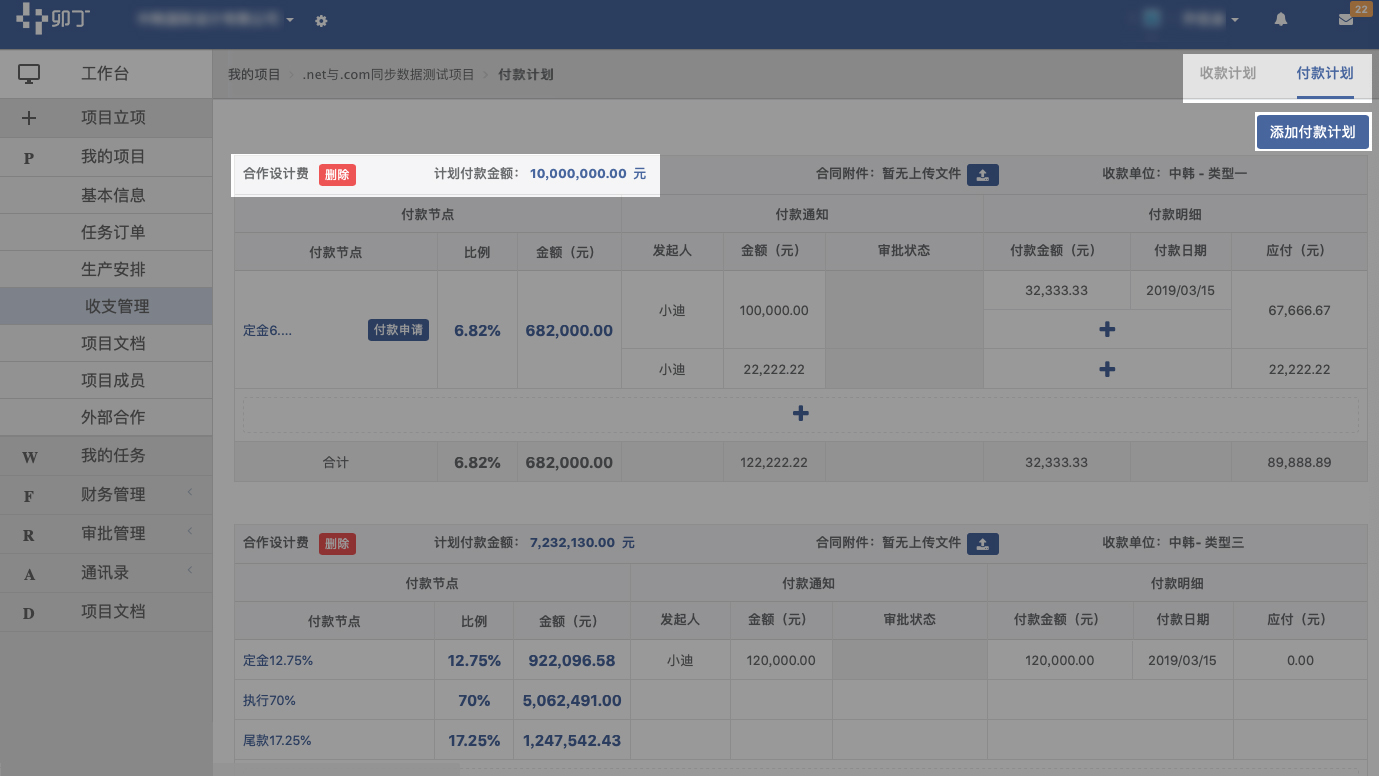 卯丁
22
工作台
我的项目 > .net与.com同步数据测试项目 > 付款计划
收款计划 付款计划
项目立项
添加付款计划
P 我的项目
基本信息
任务订单
生产安排
收支管理
项目文档
项目成员
外部合作
W 我的任务
F 财务管理
R 审批管理
A 通讯录
D 项目文档
合作设计费 删除 计划付款金额： 10,000,000.00 元 合同附件：暂无上传文件 收款单位：中韩 - 类型一
付款节点 付款通知 付款明细
付款节点 比例 金额（元） 发起人 金额（元） 审批状态 付款金额（元） 付款日期 应付（元）
定金6.... 付款申请 6.82% 682,000.00 小迪 100,000.00 32,333.33 2019/03/15 67,666.67
小迪 22,222.22 22,222.22
合计 6.82% 682,000.00 122,222.22 32,333.33 89,888.89
合作设计费 删除 计划付款金额： 7,232,130.00 元 合同附件：暂无上传文件 收款单位：中韩- 类型三
付款节点 付款通知 付款明细
付款节点 比例 金额（元） 发起人 金额（元） 审批状态 付款金额（元） 付款日期 应付（元）
定金12.75% 12.75% 922,096.58 小迪 120,000.00 120,000.00 2019/03/15 0.00
执行70% 70% 5,062,491.00
尾款17.25% 17.25% 1,247,542.43